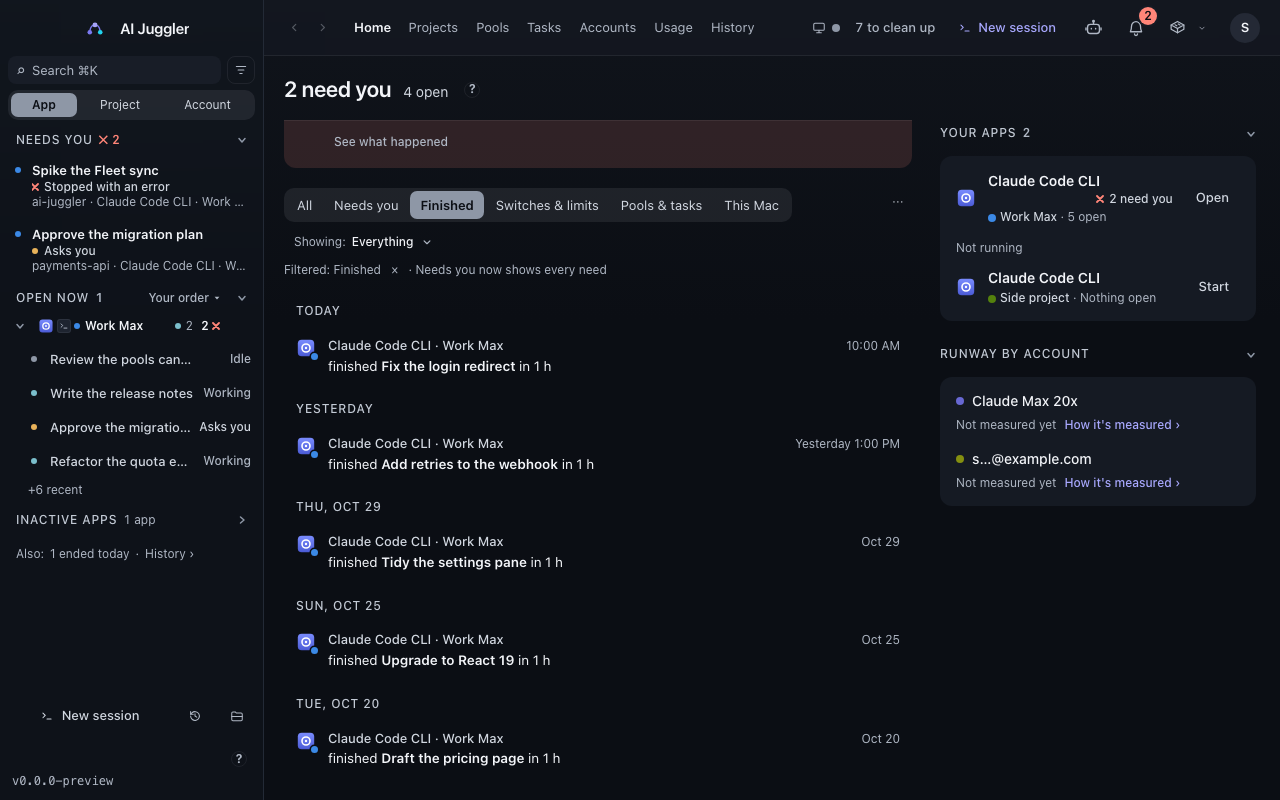 AI Juggler
Search ⌘K
App Project Account
NEEDS YOU 2
Spike the Fleet sync
Stopped with an error
ai-juggler · Claude Code CLI · Work ...
Approve the migration plan
Asks you
payments-api · Claude Code CLI · W...
OPEN NOW 1 Your order
Work Max 2 2
Review the pools can... Idle
Write the release notes Working
Approve the migratio... Asks you
Refactor the quota e... Working
+6 recent
INACTIVE APPS 1 app
Also: 1 ended today · History ›
New session
?
v0.0.0-preview
Home Projects Pools Tasks Accounts Usage History
7 to clean up
New session
2
S
2 need you 4 open ?
See what happened
All Needs you Finished Switches & limits Pools & tasks This Mac
...
Showing: Everything
Filtered: Finished × · Needs you now shows every need
TODAY
Claude Code CLI · Work Max 10:00 AM
finished Fix the login redirect in 1 h
YESTERDAY
Claude Code CLI · Work Max Yesterday 1:00 PM
finished Add retries to the webhook in 1 h
THU, OCT 29
Claude Code CLI · Work Max Oct 29
finished Tidy the settings pane in 1 h
SUN, OCT 25
Claude Code CLI · Work Max Oct 25
finished Upgrade to React 19 in 1 h
TUE, OCT 20
Claude Code CLI · Work Max Oct 20
finished Draft the pricing page in 1 h
YOUR APPS 2
Claude Code CLI
2 need you Open
Work Max · 5 open
Not running
Claude Code CLI
Start
Side project · Nothing open
RUNWAY BY ACCOUNT
Claude Max 20x
Not measured yet How it's measured ›
s...@example.com
Not measured yet How it's measured ›